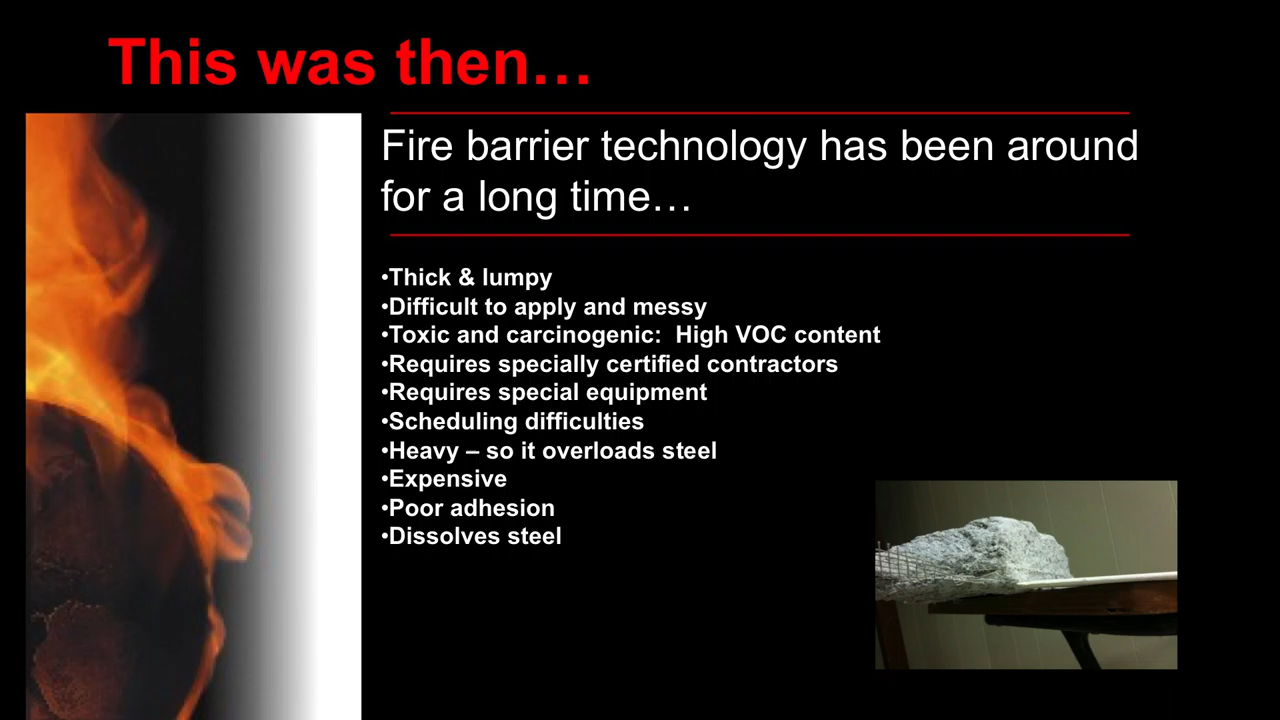 This was then…
Fire barrier technology has been around
for a long time…
•Thick & lumpy
•Difficult to apply and messy
•Toxic and carcinogenic:  High VOC content
•Requires specially certified contractors
•Requires special equipment
•Scheduling difficulties
•Heavy – so it overloads steel
•Expensive
•Poor adhesion
•Dissolves steel